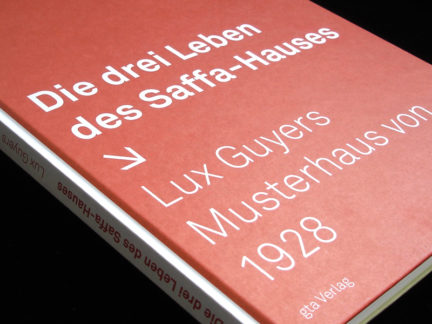 Die drei Leben
des Saffa-Hauses
Lux Guyers
Musterhaus von
1928
gta Verlag
Lux Guyers
Die drei Leben des Saffa-Hauses